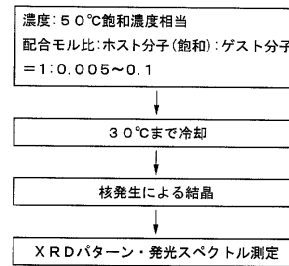 濃度:50℃飽和濃度相当
配合モル比:ホスト分子(飽和):ゲスト分子
=1:0.005〜0.1
30℃まで冷却
核発生による結晶
XRDパターン・発光スペクトル測定